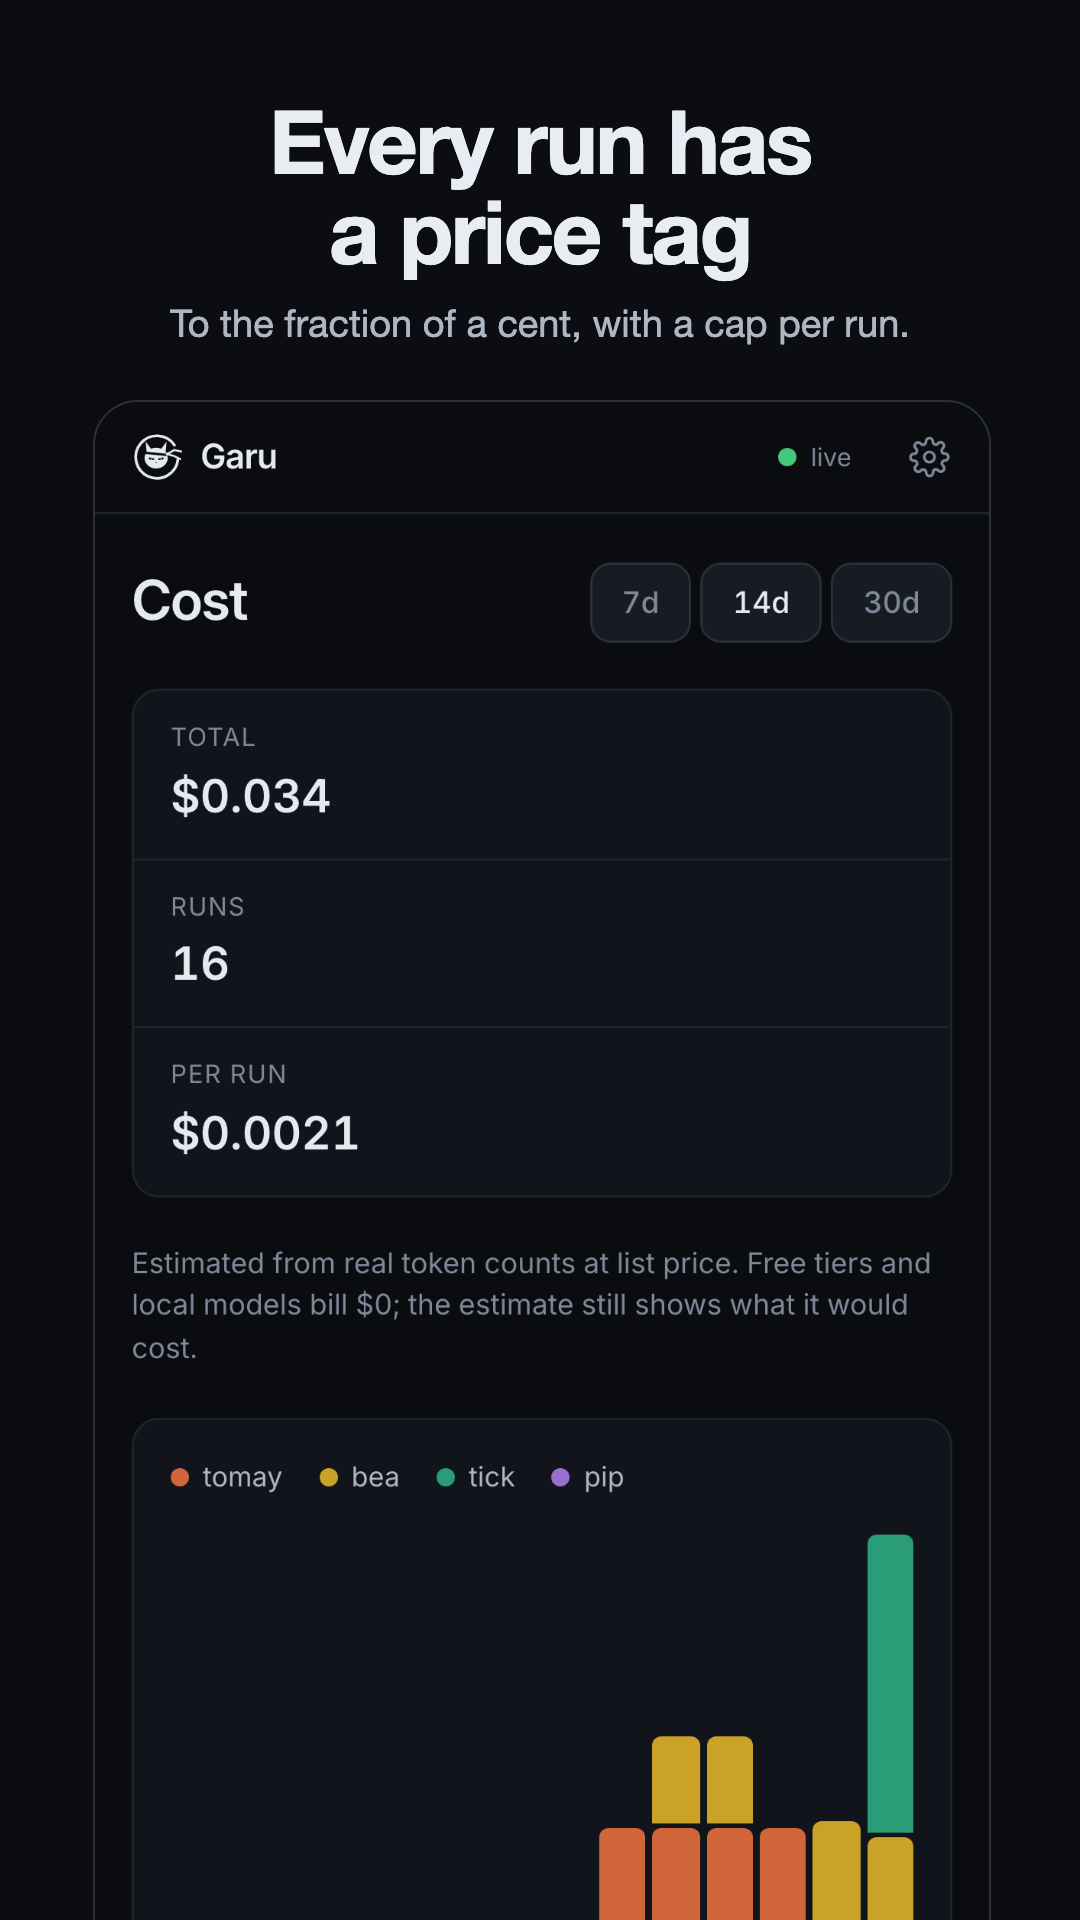 Every run has
a price tag
To the fraction of a cent, with a cap per run.
Garu
live
Cost
7d
14d
30d
TOTAL
$0.034
RUNS
16
PER RUN
$0.0021
Estimated from real token counts at list price. Free tiers and
local models bill $0; the estimate still shows what it would
cost.
tomay
bea
tick
pip